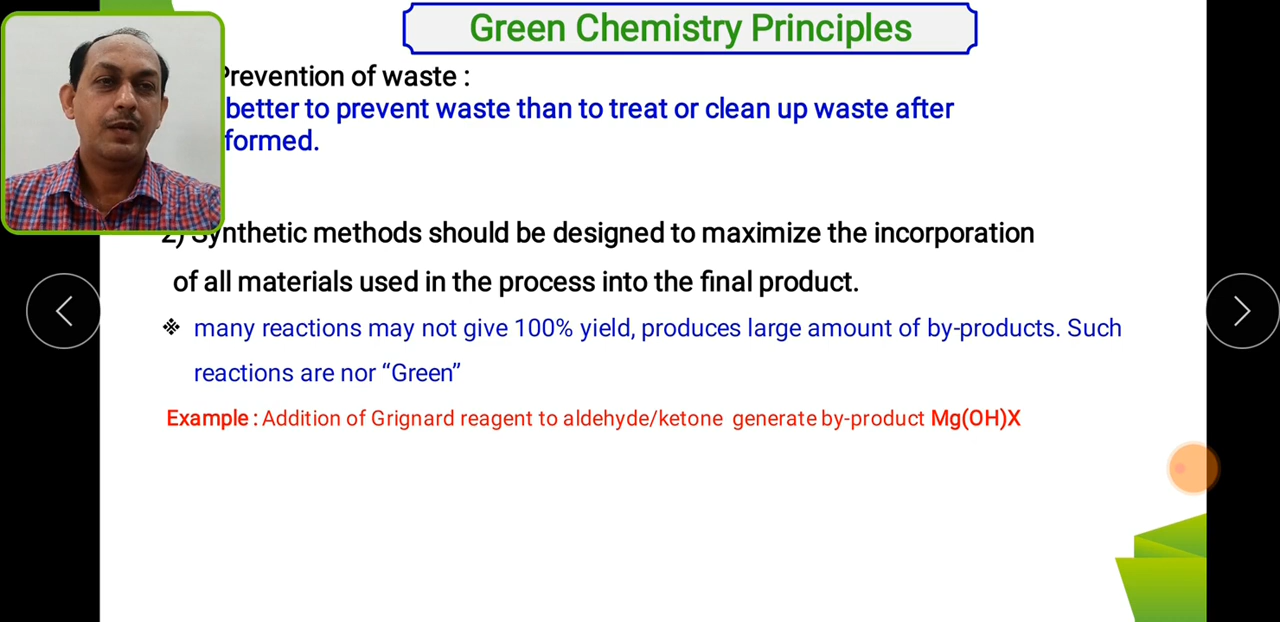 Green Chemistry Principles
Prevention of waste :
better to prevent waste than to treat or clean up waste after
formed.
2) Synthetic methods should be designed to maximize the incorporation
of all materials used in the process into the final product.
※ many reactions may not give 100% yield, produces large amount of by-products. Such
reactions are nor “Green”
Example : Addition of Grignard reagent to aldehyde/ketone generate by-product Mg(OH)X